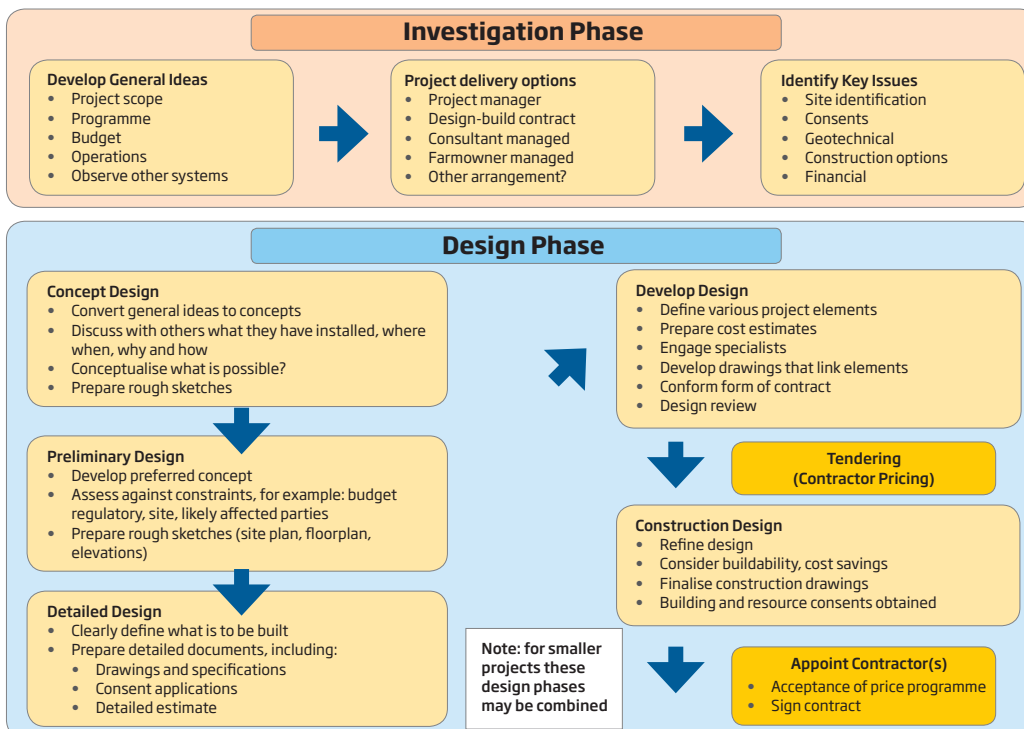 Investigation Phase
Develop General Ideas
• Project scope
• Programme
• Budget
• Operations
• Observe other systems
Project delivery options
• Project manager
• Design-build contract
• Consultant managed
• Farmowner managed
• Other arrangement?
Identify Key Issues
• Site identification
• Consents
• Geotechnical
• Construction options
• Financial
Design Phase
Concept Design
• Convert general ideas to concepts
• Discuss with others what they have installed, where
when, why and how
• Conceptualise what is possible?
• Prepare rough sketches
Preliminary Design
• Develop preferred concept
• Assess against constraints, for example: budget
regulatory, site, likely affected parties
• Prepare rough sketches (site plan, floorplan,
elevations)
Detailed Design
• Clearly define what is to be built
• Prepare detailed documents, including:
• Drawings and specifications
• Consent applications
• Detailed estimate
Develop Design
• Define various project elements
• Prepare cost estimates
• Engage specialists
• Develop drawings that link elements
• Conform form of contract
• Design review
Tendering
(Contractor Pricing)
Construction Design
• Refine design
• Consider buildability, cost savings
• Finalise construction drawings
• Building and resource consents obtained
Note: for smaller
projects these
design phases
may be combined
Appoint Contractor(s)
• Acceptance of price programme
• Sign contract